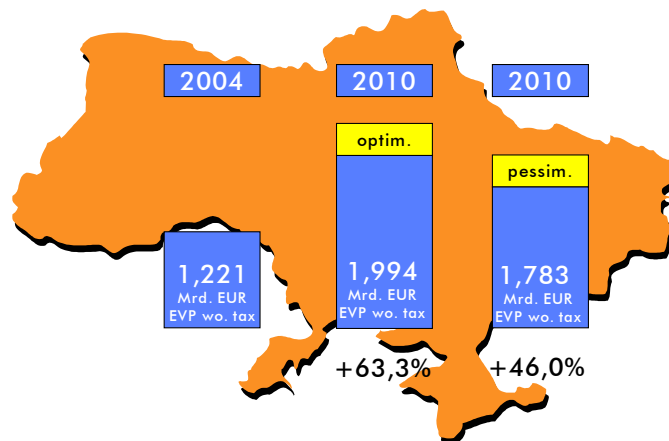 2004
2010
2010
optim.
pessim.
1,221
Mrd. EUR
EVP wo. tax
1,994
Mrd. EUR
EVP wo. tax
1,783
Mrd. EUR
EVP wo. tax
+63,3%
+46,0%